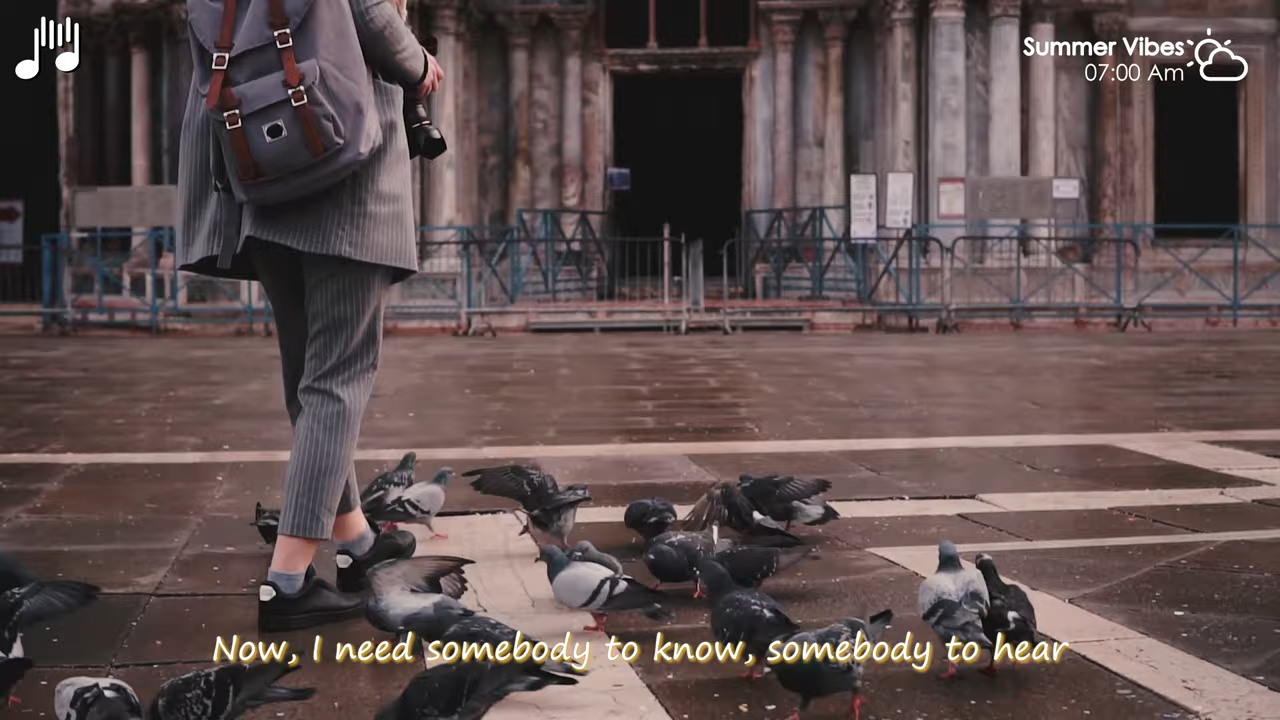 Summer Vibes
07:00 Am
Now, I need somebody to know, somebody to hear